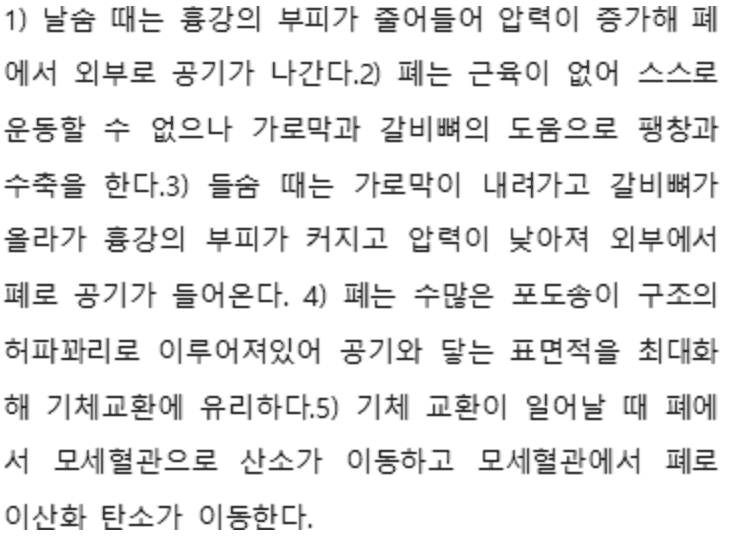 1) 날숨 때는 흉강의 부피가 줄어들어 압력이 증가해 폐
에서 외부로 공기가 나간다.2) 폐는 근육이 없어 스스로
운동할 수 없으나 가로막과 갈비뼈의 도움으로 팽창과
수축을 한다.3) 들숨 때는 가로막이 내려가고 갈비뼈가
올라가 흉강의 부피가 커지고 압력이 낮아져 외부에서
폐로 공기가 들어온다. 4) 폐는 수많은 포도송이 구조의
허파꽈리로 이루어져있어 공기와 닿는 표면적을 최대화
해 기체교환에 유리하다.5) 기체 교환이 일어날 때 폐에
서 모세혈관으로 산소가 이동하고 모세혈관에서 폐로
이산화 탄소가 이동한다.